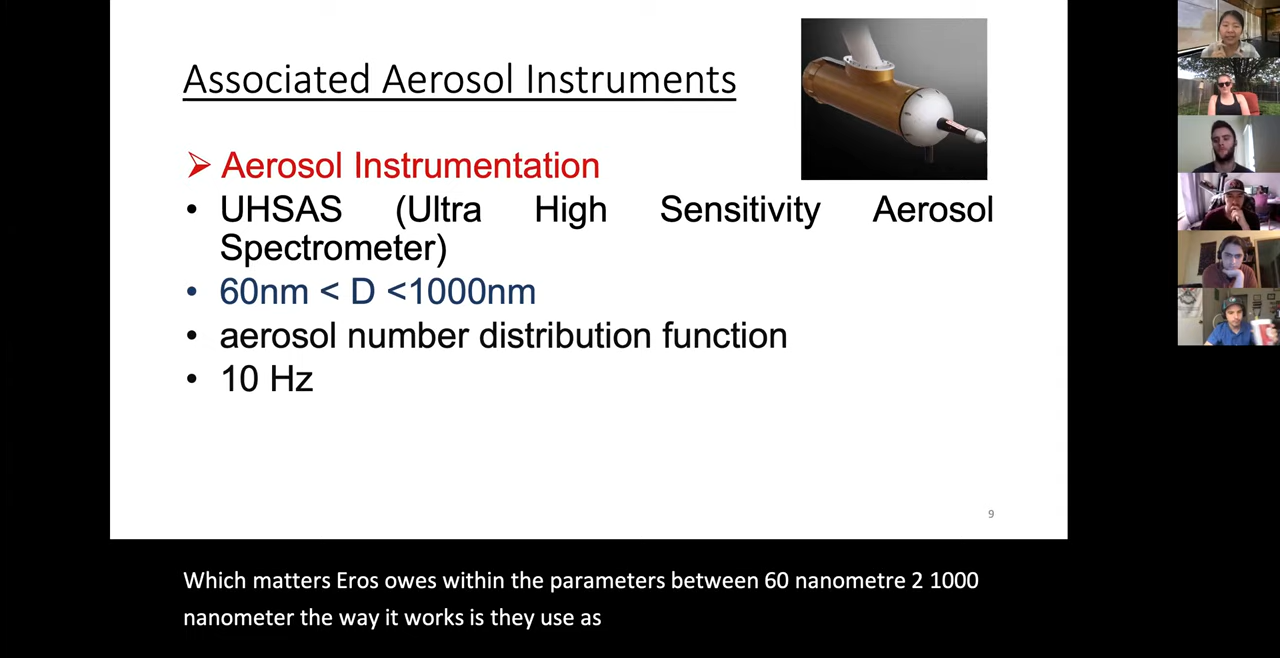 Associated Aerosol Instruments
➢ Aerosol Instrumentation
• UHSAS (Ultra High Sensitivity Aerosol
Spectrometer)
• 60nm < D <1000nm
• aerosol number distribution function
• 10 Hz
9
Which matters Eros owes within the parameters between 60 nanometre 2 1000
nanometer the way it works is they use as